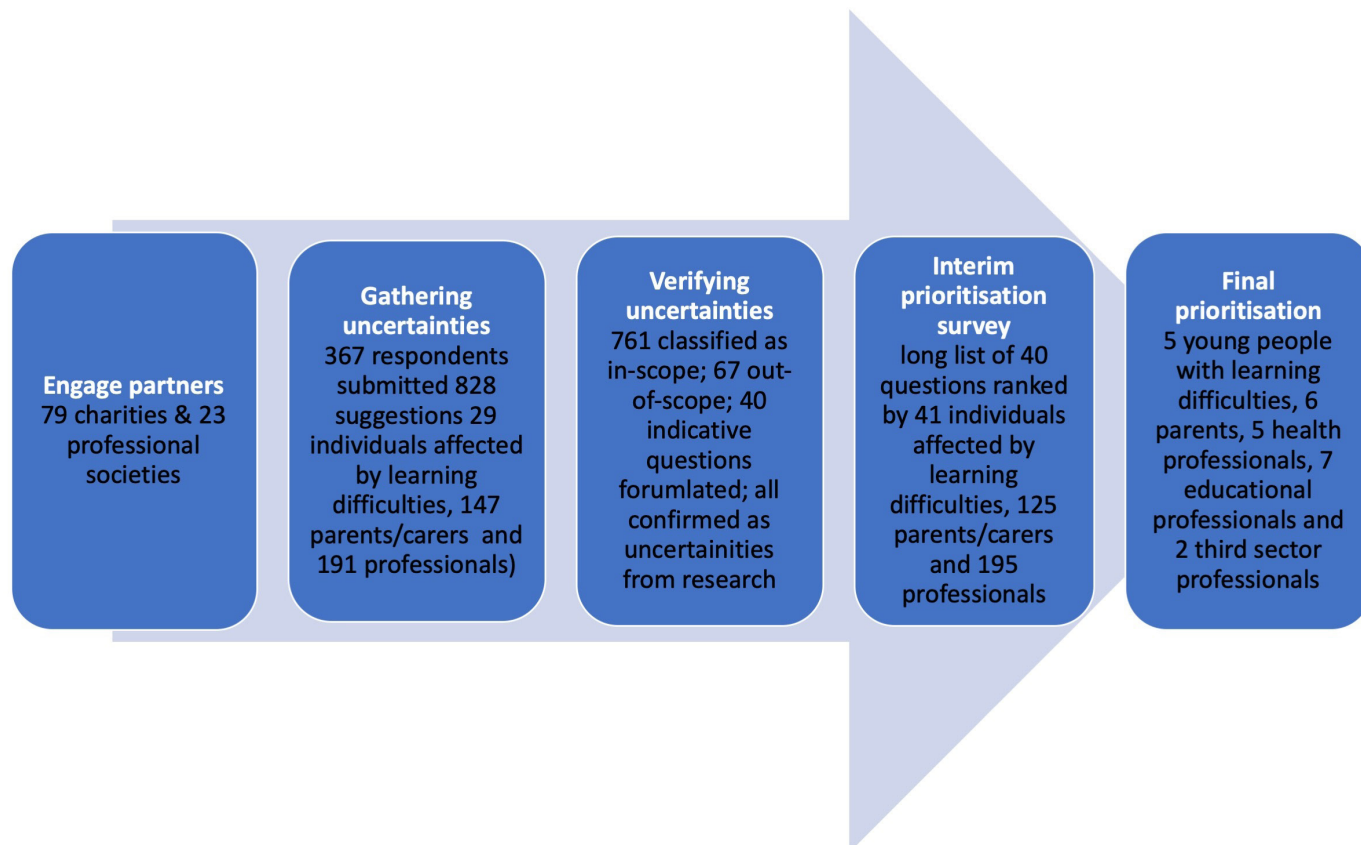 Engage partners
79 charities & 23
professional
societies
Gathering
uncertainties
367 respondents
submitted 828
suggestions 29
individuals affected
by learning
difficulties, 147
parents/carers and
191 professionals)
Verifying
uncertainties
761 classified as
in-scope; 67 out-
of-scope; 40
indicative
questions
forumlated; all
confirmed as
uncertainities
from research
Interim
prioritisation
survey
long list of 40
questions ranked
by 41 individuals
affected by
learning
difficulties, 125
parents/carers
and 195
professionals
Final
prioritisation
5 young people
with learning
difficulties, 6
parents, 5 health
professionals, 7
educational
professionals and
2 third sector
professionals